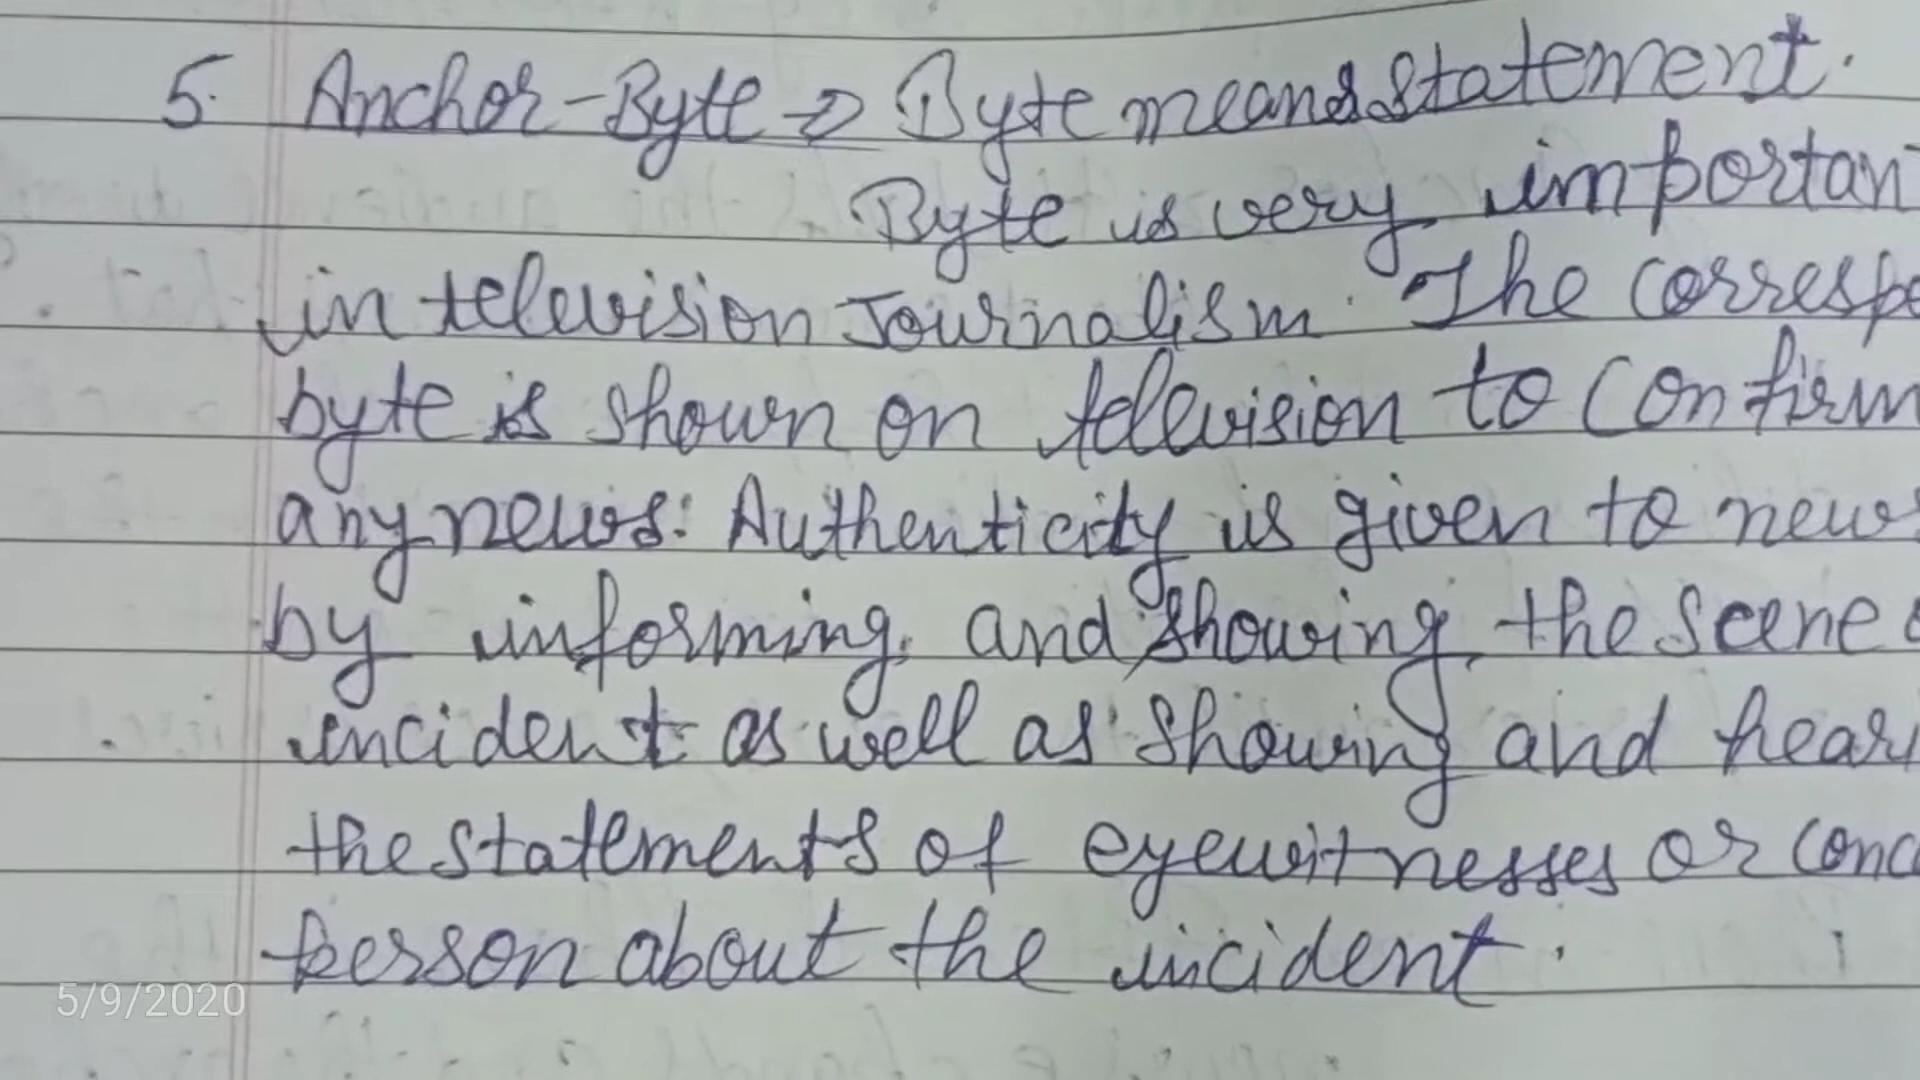 5. Anchor-Byte → Byte means statement.
Byte is very importan
in television Journalism. The Corresp
byte is shown on television to Confirm
any news. Authenticity is given to news
by informing and showing the scene o
incident as well as showing and hear
the statements of eyewitnesses or conc
person about the incident.
5/9/2020